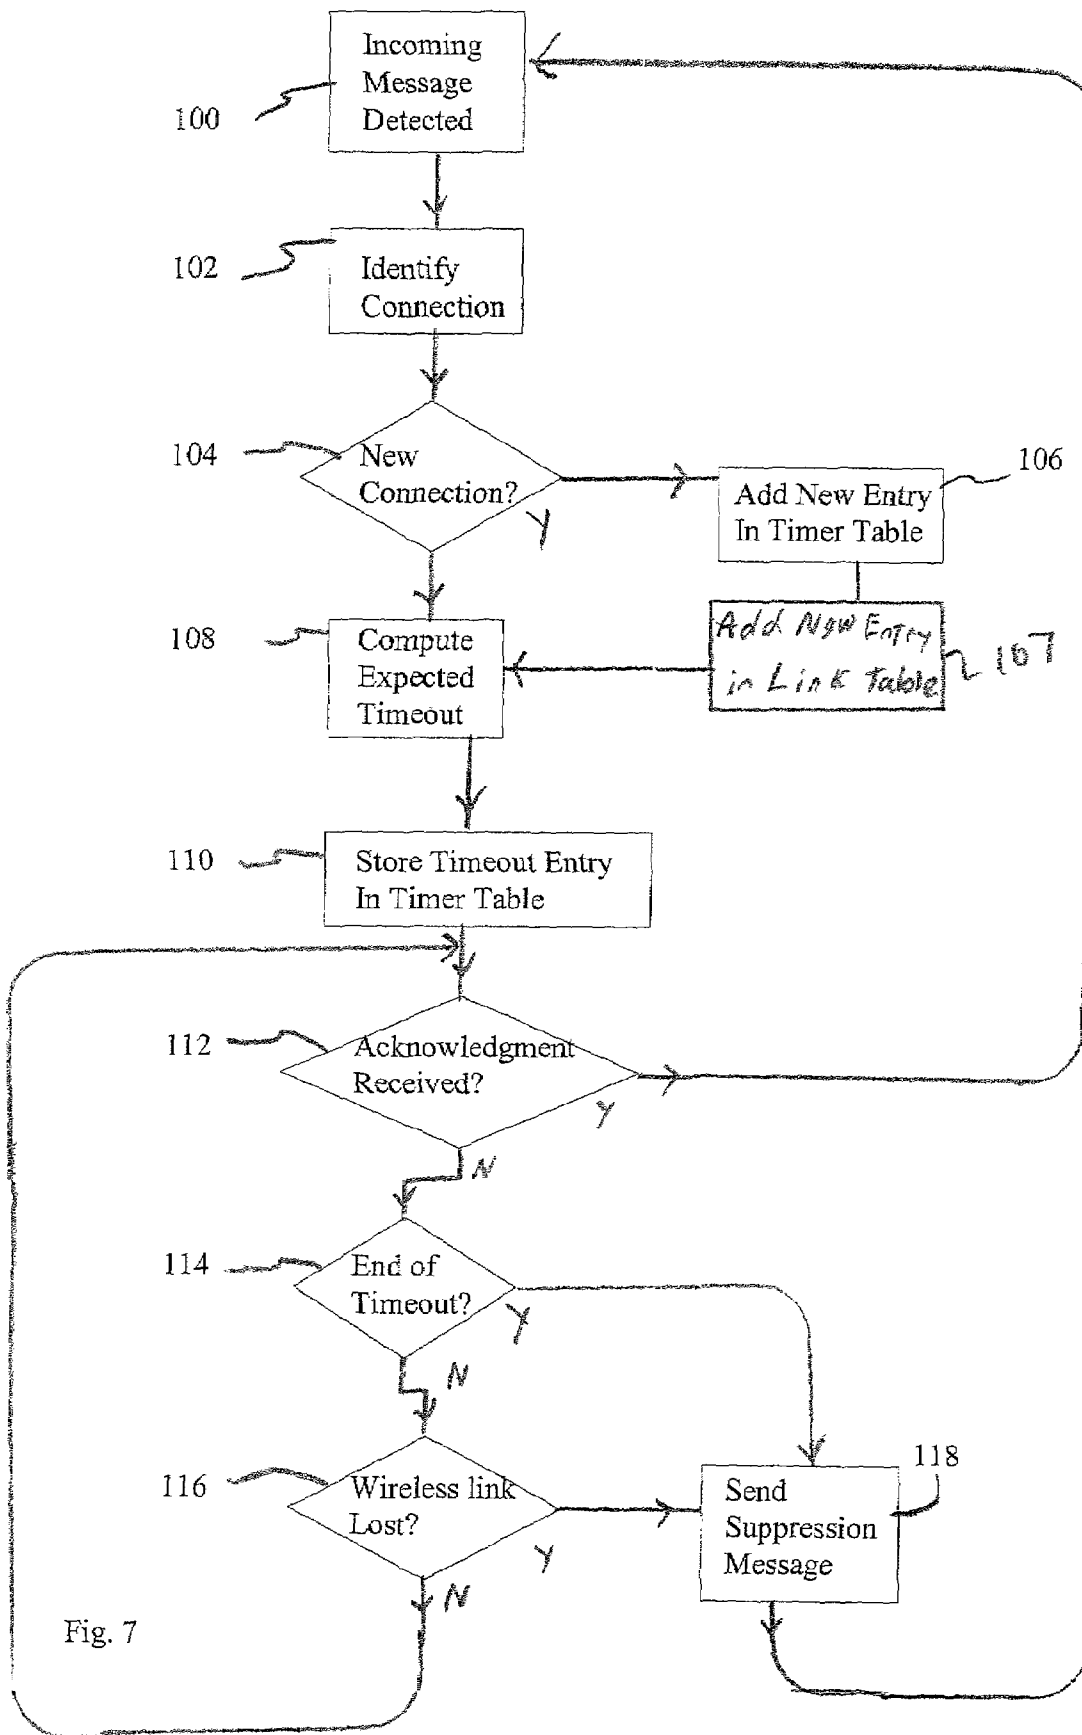 Incoming
Message
Detected
100
102
Identify
Connection
104
New
Connection?
Y
106
Add New Entry
In Timer Table
108
Compute
Expected
Timeout
Add New Entry
in Link Table
107
110
Store Timeout Entry
In Timer Table
112
Acknowledgment
Received?
Y
N
114
End of
Timeout?
Y
N
116
Wireless link
Lost?
Y
N
118
Send
Suppression
Message
Fig. 7